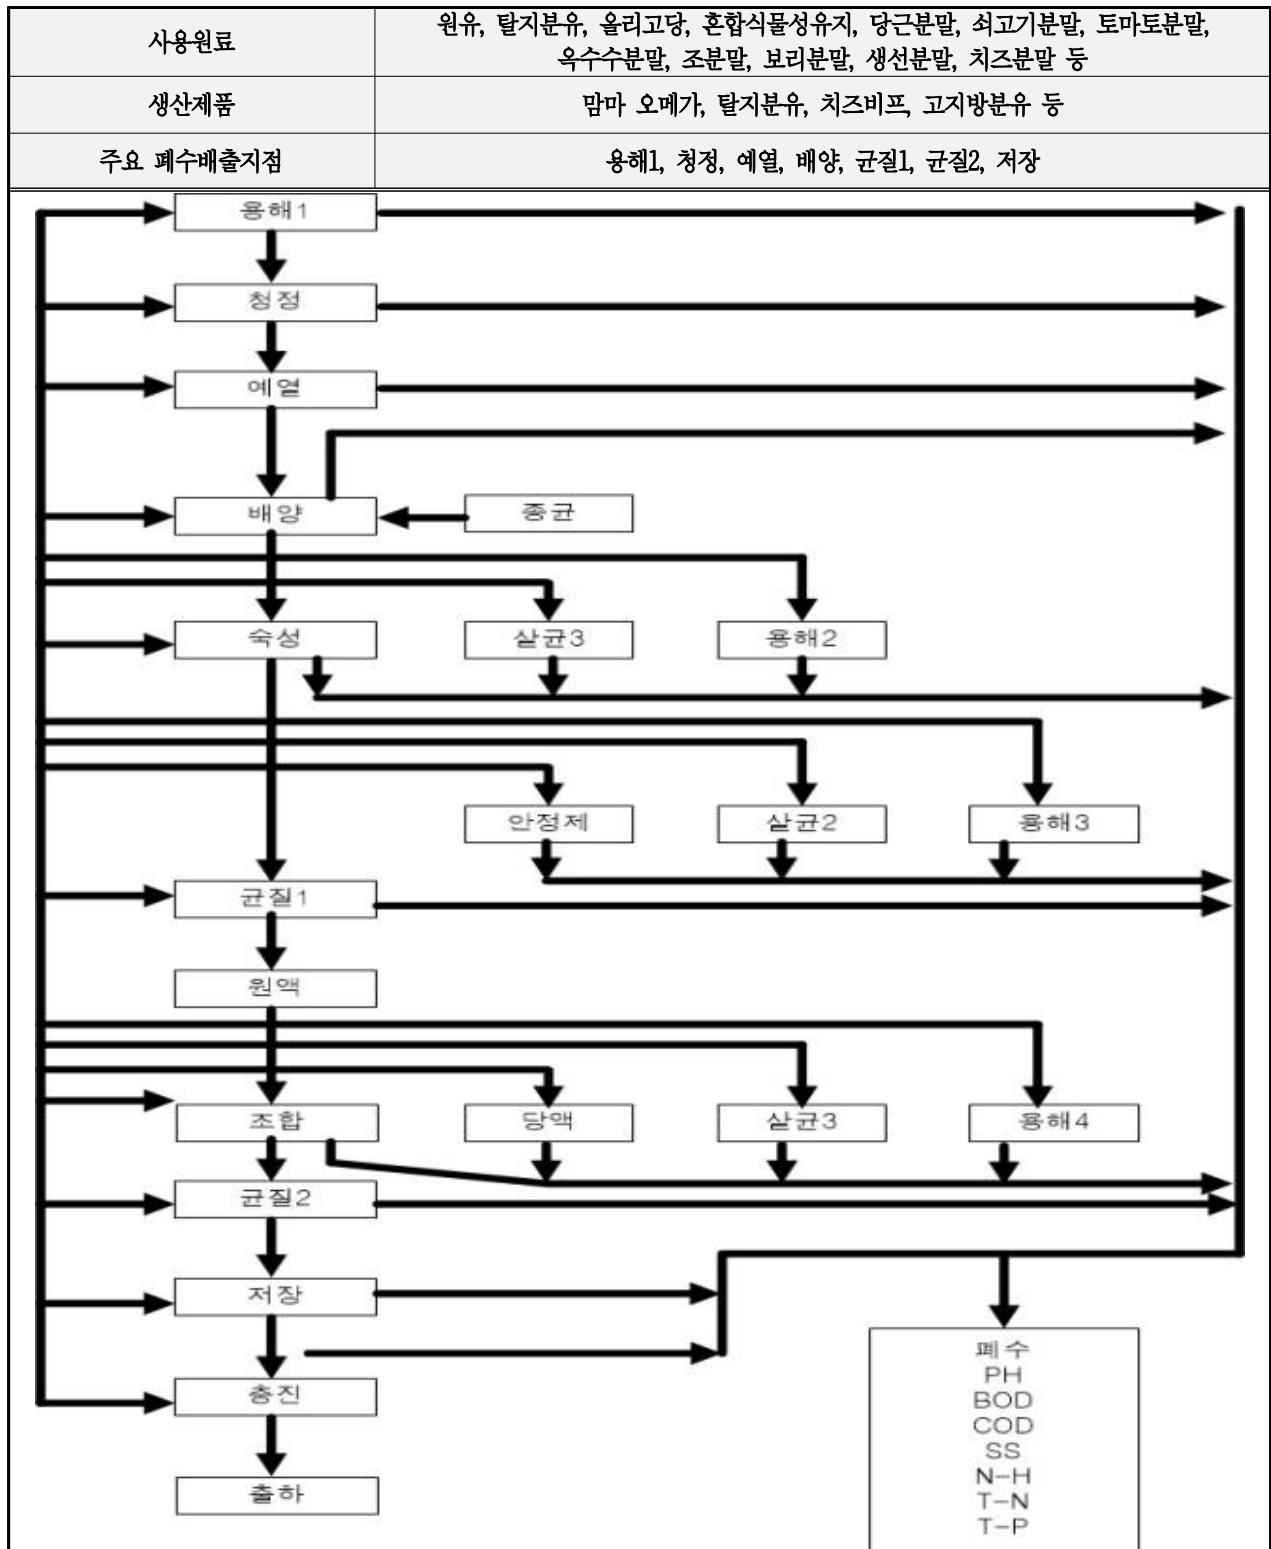 사용원료
원유, 탈지분유, 올리고당, 혼합식물성유지, 당근분말, 쇠고기분말, 토마토분말,
옥수수분말, 조분말, 보리분말, 생선분말, 치즈분말 등
생산제품
맘마 오메가, 탈지분유, 치즈비프, 고지방분유 등
주요 폐수배출지점
용해1, 청정, 예열, 배양, 균질1, 균질2, 저장
용해1
청정
예열
배양
종균
숙성
살균3
용해2
안정제
살균2
용해3
균질1
원액
조합
당액
살균3
용해4
균질2
저장
충진
출하
폐수
PH
BOD
COD
SS
N-H
T-N
T-P